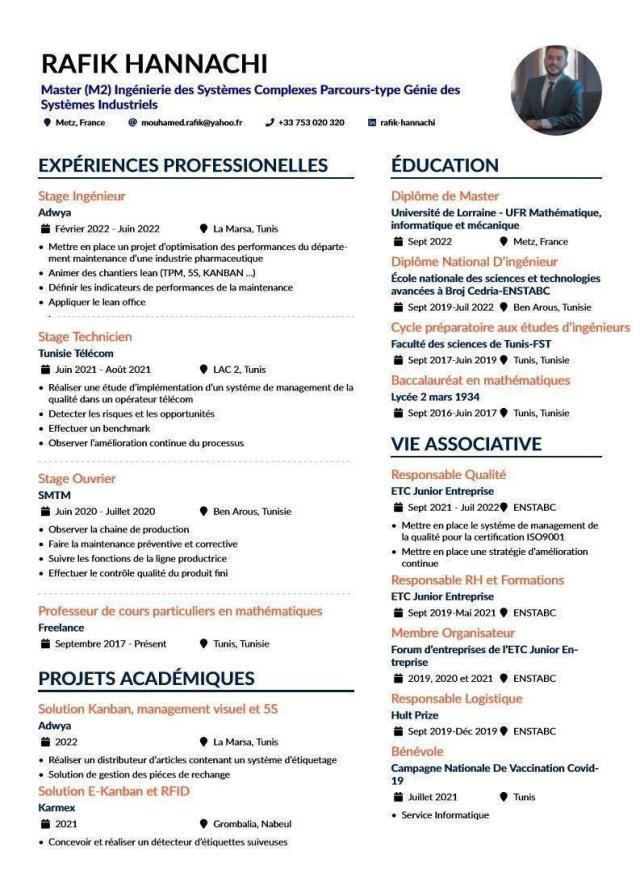 RAFIK HANNACHI
Master (M2) Ingénierie des Systèmes Complexes Parcours-type Génie des
Systèmes Industriels
Metz, France mouhamed.rafik@yahoo.fr +33 753 020 320 rafik-hannachi
EXPÉRIENCES PROFESSIONELLES
Stage Ingénieur
Adwya
Février 2022 - Juin 2022 La Marsa, Tunis
• Mettre en place un projet d'optimisation des performances du départe-
ment maintenance d'une industrie pharmaceutique
• Animer des chantiers lean (TPM, 5S, KANBAN ...)
• Définir les indicateurs de performances de la maintenance
• Appliquer le lean office
Stage Technicien
Tunisie Télécom
Juin 2021 - Août 2021 LAC 2, Tunis
• Réaliser une étude d'implémentation d'un systéme de management de la
qualité dans un opérateur télécom
• Detecter les risques et les opportunités
• Effectuer un benchmark
• Observer l'amélioration continue du processus
Stage Ouvrier
SMTM
Juin 2020 - Juillet 2020 Ben Arous, Tunisie
• Observer la chaine de production
• Faire la maintenance préventive et corrective
• Suivre les fonctions de la ligne productrice
• Effectuer le contrôle qualité du produit fini
Professeur de cours particuliers en mathématiques
Freelance
Septembre 2017 - Présent Tunis, Tunisie
PROJETS ACADÉMIQUES
Solution Kanban, management visuel et 5S
Adwya
2022 La Marsa, Tunis
• Réaliser un distributeur d'articles contenant un système d'étiquetage
• Solution de gestion des piéces de rechange
Solution E-Kanban et RFID
Karmex
2021 Grombalia, Nabeul
• Concevoir et réaliser un détecteur d'étiquettes suiveuses
ÉDUCATION
Diplôme de Master
Université de Lorraine - UFR Mathématique,
informatique et mécanique
Sept 2022 Metz, France
Diplôme National D'ingénieur
École nationale des sciences et technologies
avancées à Broj Cedria-ENSTABC
Sept 2019-Juil 2022 Ben Arous, Tunisie
Cycle préparatoire aux études d'ingénieurs
Faculté des sciences de Tunis-FST
Sept 2017-Juin 2019 Tunis, Tunisie
Baccalauréat en mathématiques
Lycée 2 mars 1934
Sept 2016-Juin 2017 Tunis, Tunisie
VIE ASSOCIATIVE
Responsable Qualité
ETC Junior Entreprise
Sept 2021 - Juil 2022 ENSTABC
• Mettre en place le systéme de management de
la qualité pour la certification ISO9001
• Mettre en place une stratégie d'amélioration
continue
Responsable RH et Formations
ETC Junior Entreprise
Sept 2019-Mai 2021 ENSTABC
Membre Organisateur
Forum d'entreprises de l'ETC Junior En-
treprise
2019, 2020 et 2021 ENSTABC
Responsable Logistique
Hult Prize
Sept 2019-Déc 2019 ENSTABC
Bénévole
Campagne Nationale De Vaccination Covid-
19
Juillet 2021 Tunis
• Service Informatique